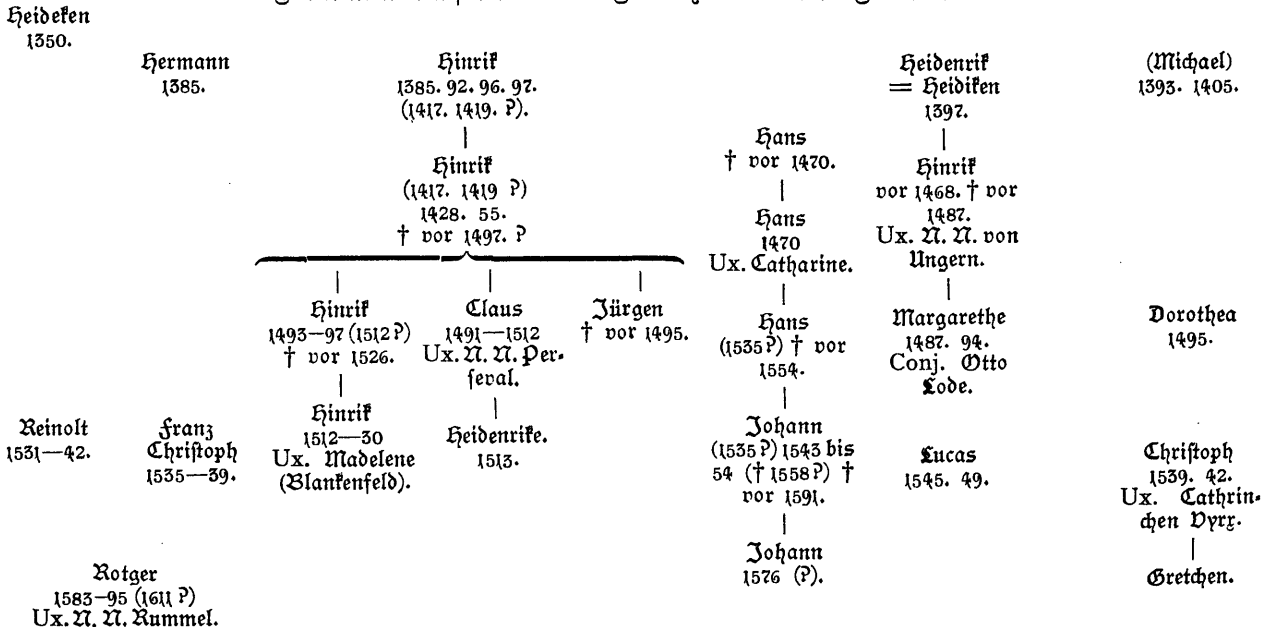 Heideken
1350.
Hermann
1385.
Hinrik
1385. 92. 96. 97.
(1417. 1419. ?).
Heidenrik
= Heidiken
1397.
(Michael)
1393. 1405.
Hans
† vor 1470.
Hinrik
(1417. 1419 ?)
1428. 55.
† vor 1497. ?
Hinrik
vor 1468. † vor
1487.
Ux. N. N. von
Ungern.
Hans
1470
Ux. Catharine.
Hinrik
1493—97 (1512?)
† vor 1526.
Claus
1491—1512
Ux. N. N. Per-
seval.
Jürgen
† vor 1495.
Hans
(1535?) † vor
1554.
Margarethe
1487. 94.
Conj. Otto
Lode.
Dorothea
1495.
Reinolt
1531—42.
Franz
Christoph
1535—39.
Hinrik
1512—30
Ux. Madelene
(Blankenfeld).
Heidenrike.
1513.
Johann
(1535?) 1543 bis
54 († 1558?) †
vor 1591.
Lucas
1545. 49.
Christoph
1539. 42.
Ux. Cathrin-
chen Vyrx.
Rotger
1583—95 (1611 ?)
Ux. N. N. Rummel.
Johann
1576 (?).
Gretchen.